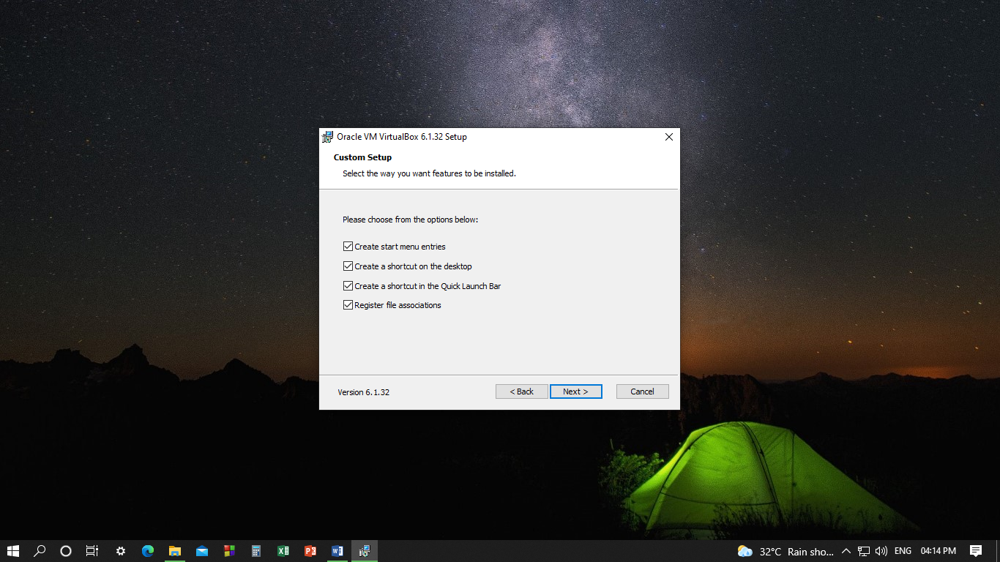 Oracle VM VirtualBox 6.1.32 Setup
Custom Setup
Select the way you want features to be installed.
Please choose from the options below:
Create start menu entries
Create a shortcut on the desktop
Create a shortcut in the Quick Launch Bar
Register file associations
Version 6.1.32
< Back
Next >
Cancel
32°C Rain sho... ENG 04:14 PM